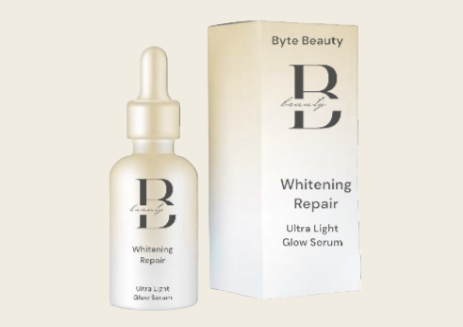 B
beauty
Whitening
Repair
Ultra Light
Glow Serum
Byte Beauty
B
beauty
Whitening
Repair
Ultra Light
Glow Serum